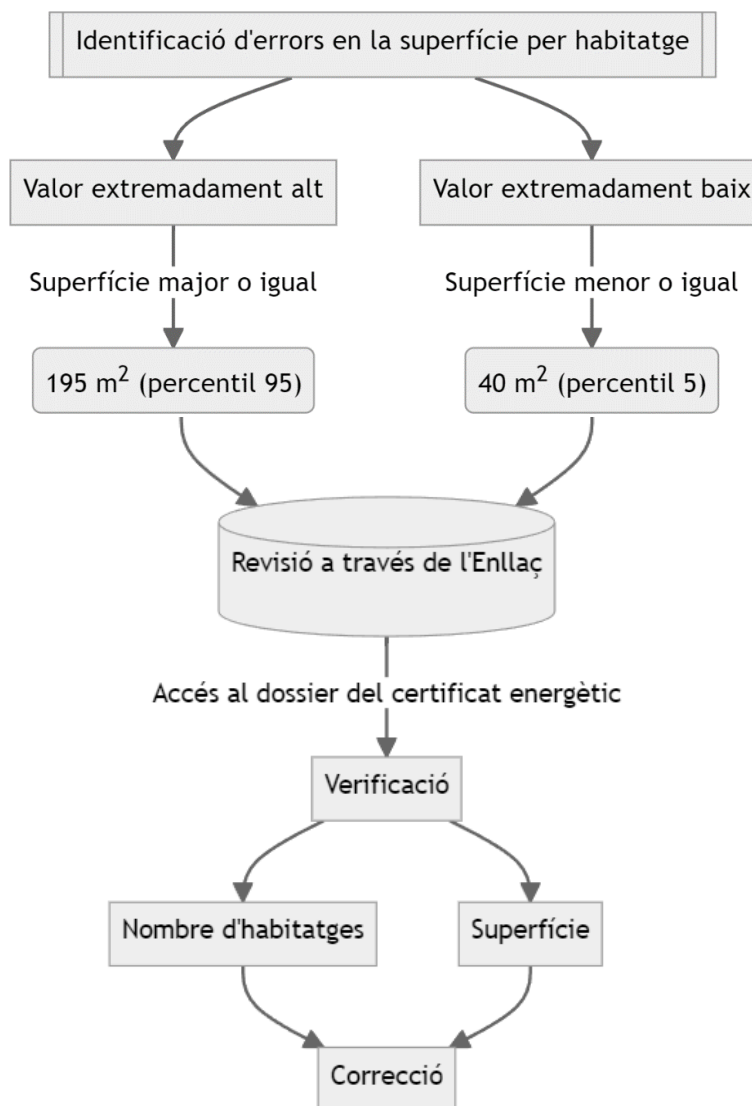 Identificació d'errors en la superfície per habitatge
Valor extremadament alt
Valor extremadament baix
Superfície major o igual
Superfície menor o igual
195 m² (percentil 95)
40 m² (percentil 5)
Revisió a través de l'Enllaç
Accés al dossier del certificat energètic
Verificació
Nombre d'habitatges
Superfície
Correcció